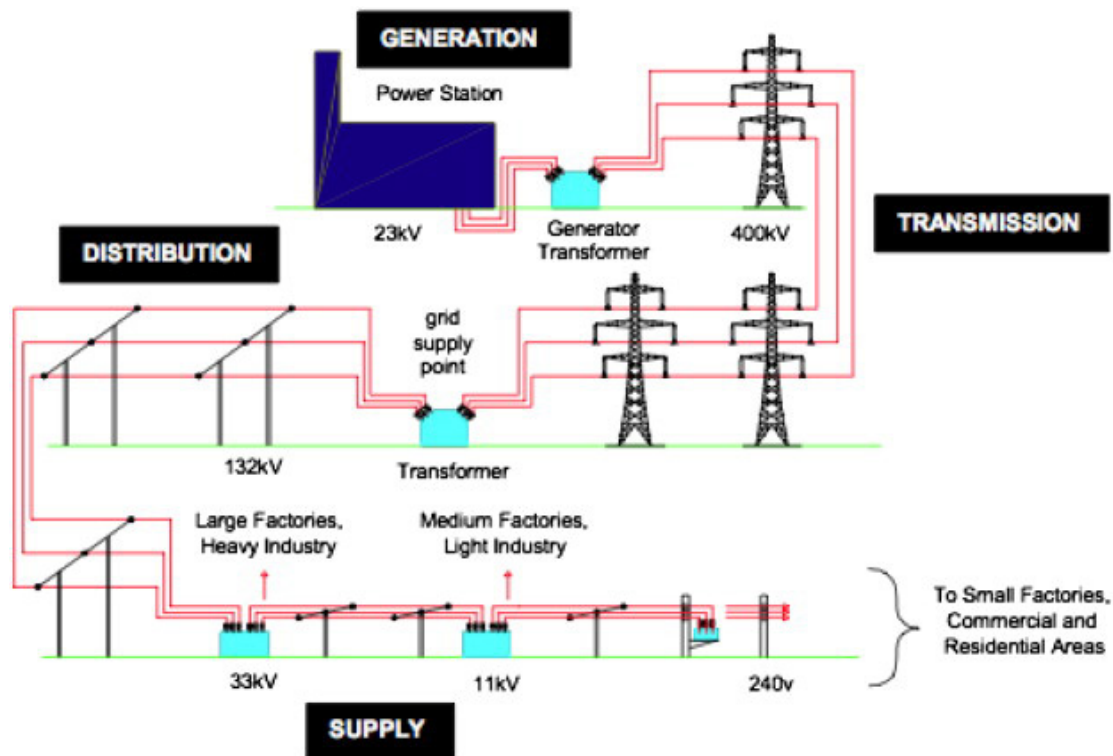 GENERATION
Power Station
23kV
Generator
Transformer
400kV
TRANSMISSION
DISTRIBUTION
grid
supply
point
132kV
Transformer
Large Factories,
Heavy Industry
Medium Factories,
Light Industry
To Small Factories,
Commercial and
Residential Areas
33kV
11kV
240v
SUPPLY